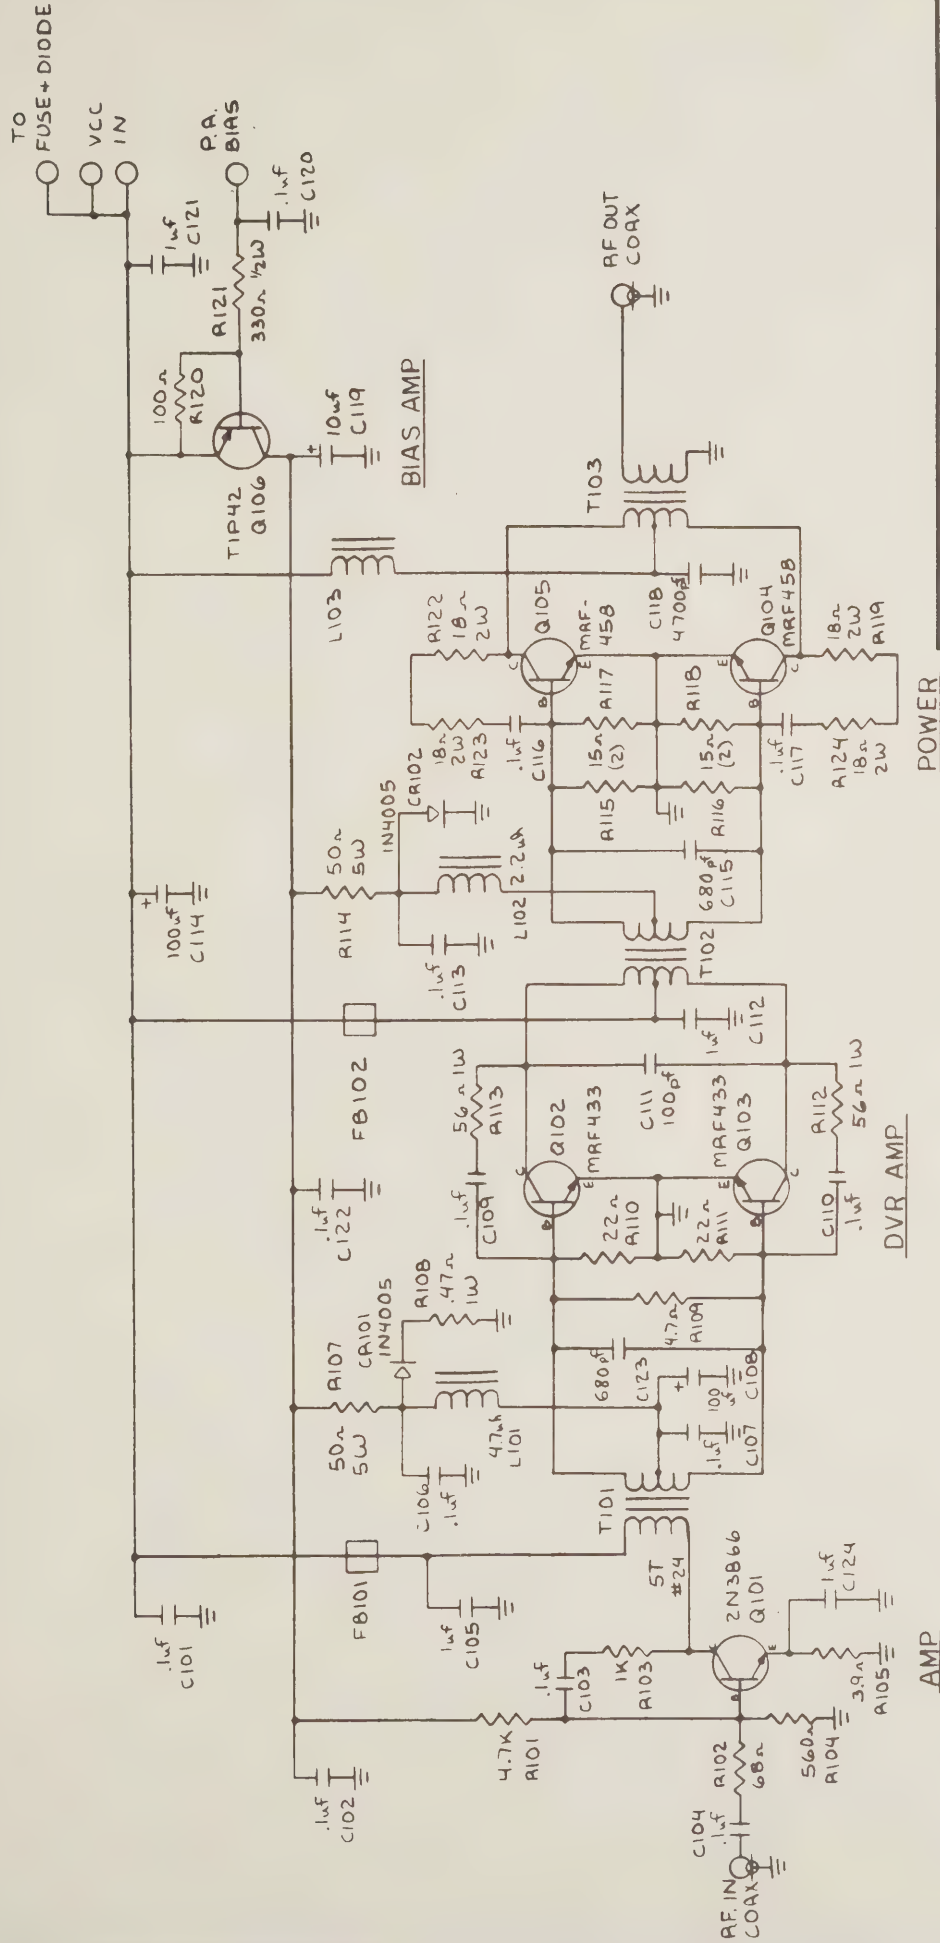 TO
FUSE+DIODE
VCC
IN
P.A.
BIAS
.1uf
C120
1uf
C121
R121
330Ω ½W
100Ω
R120
TIP42
Q106
10uf
C119
+
BIAS AMP
RF OUT
COAX
T103
L103
R122
18Ω
2W
Q105
MRF-
458
C
E
B
C118
4700pf
Q104
MRF458
E
B
C
18Ω
2W
R119
18Ω
2W
R123
.1uf
C116
R117
15Ω
(2)
R118
15Ω
(2)
.1uf
C117
R124
18Ω
2W
R115
R116
680pf
C115
POWER
+
100uf
C114
50Ω
5W
R114
1N4005
CR102
2.2uh
L102
.1uf
C113
T102
FB102
1uf
C112
56Ω 1W
R113
.1uf
C109
Q102
MRF433
C
E
B
C111
100pf
MRF433
Q103
E
B
C
R112
56Ω 1W
C110
.1uf
22Ω
R110
22Ω
R111
DVR AMP
.1uf
C122
R107
50Ω
5W
CR101
1N4005
R108
.47Ω
1W
4.7uh
L101
C106
.1uf
4.7Ω
R109
680pf
C123
+
100
uf
C108
.1uf
C107
T101
5T
#24
FB101
1uf
C105
.1uf
C101
.1uf
C102
4.7K
R101
.1uf
C103
1K
R103
2N3866
Q101
C
E
B
1uf
C124
3.9Ω
R105
560Ω
R104
R102
68Ω
C104
.1uf
RF. IN
COAX
AMP